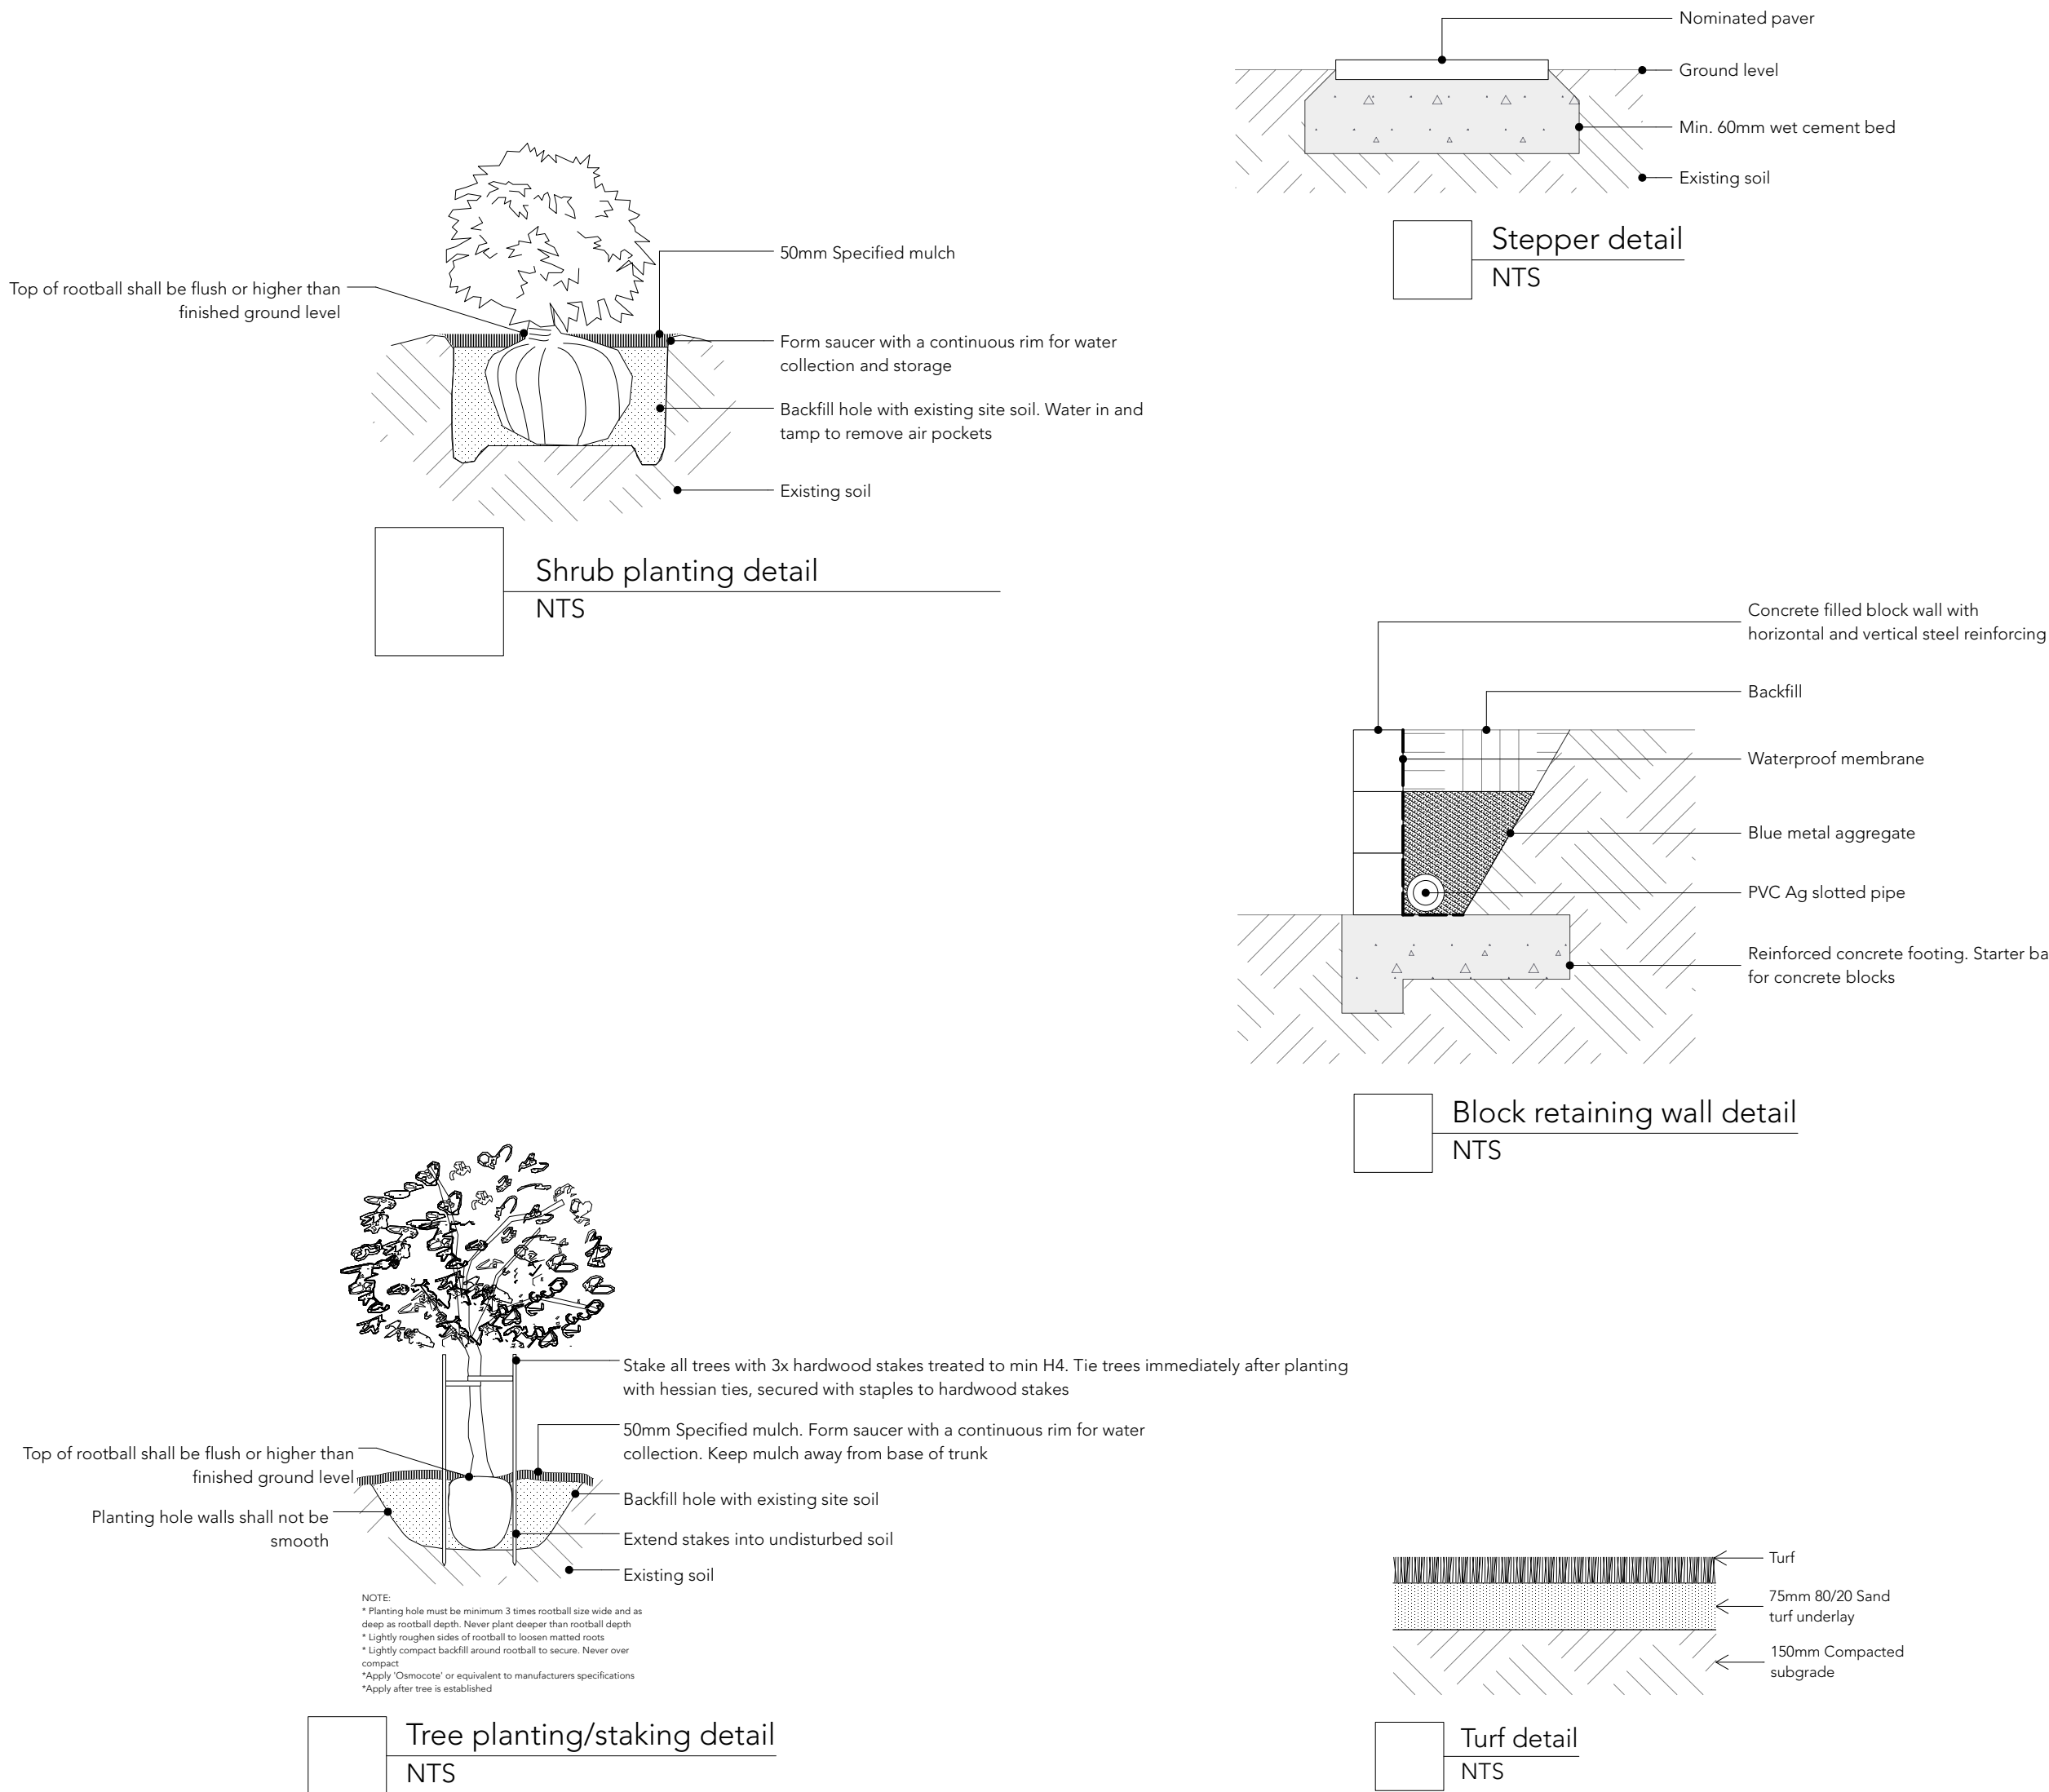 Nominated paver
Ground level
Min. 60mm wet cement bed
Existing soil
Stepper detail
NTS
50mm Specified mulch
Top of rootball shall be flush or higher than
finished ground level
Form saucer with a continuous rim for water
collection and storage
Backfill hole with existing site soil. Water in and
tamp to remove air pockets
Existing soil
Shrub planting detail
NTS
Concrete filled block wall with
horizontal and vertical steel reinforcing
Backfill
Waterproof membrane
Blue metal aggregate
PVC Ag slotted pipe
Reinforced concrete footing. Starter ba
for concrete blocks
Block retaining wall detail
NTS
Stake all trees with 3x hardwood stakes treated to min H4. Tie trees immediately after planting
with hessian ties, secured with staples to hardwood stakes
50mm Specified mulch. Form saucer with a continuous rim for water
collection. Keep mulch away from base of trunk
Top of rootball shall be flush or higher than
finished ground level
Backfill hole with existing site soil
Planting hole walls shall not be
smooth
Extend stakes into undisturbed soil
Existing soil
NOTE:
* Planting hole must be minimum 3 times rootball size wide and as
deep as rootball depth. Never plant deeper than rootball depth
* Lightly roughen sides of rootball to loosen matted roots
* Lightly compact backfill around rootball to secure. Never over
compact
*Apply 'Osmocote' or equivalent to manufacturers specifications
*Apply after tree is established
Tree planting/staking detail
NTS
Turf
75mm 80/20 Sand
turf underlay
150mm Compacted
subgrade
Turf detail
NTS